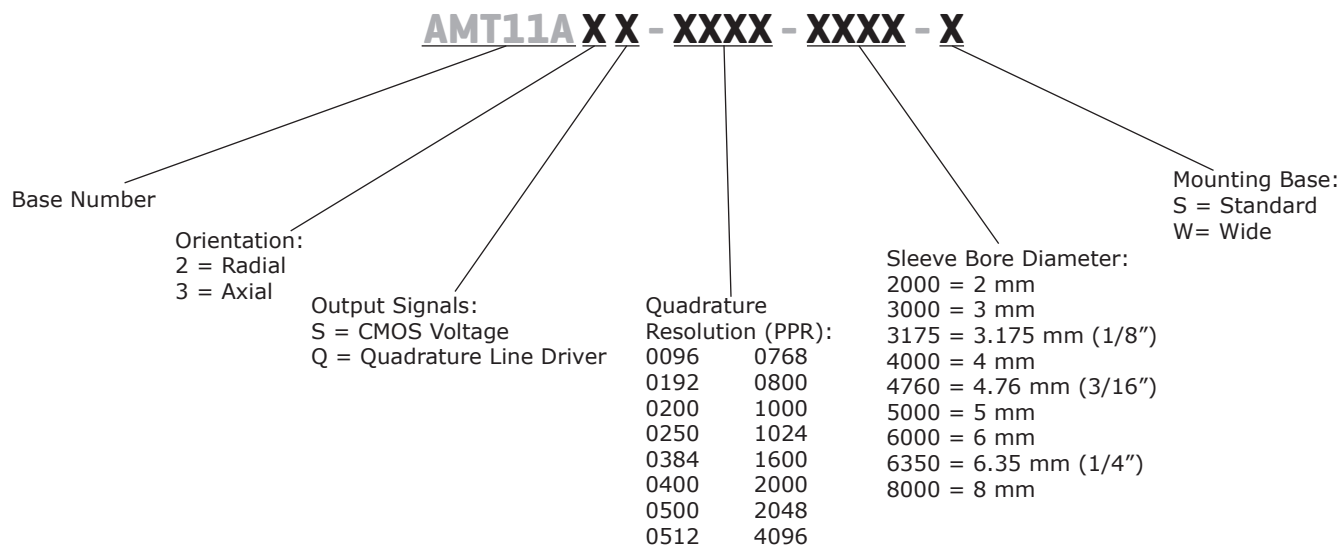 AMT11A X X - XXXX - XXXX - X
Base Number
Orientation:
2 = Radial
3 = Axial
Output Signals:
S = CMOS Voltage
Q = Quadrature Line Driver
Quadrature
Resolution (PPR):
0096 0768
0192 0800
0200 1000
0250 1024
0384 1600
0400 2000
0500 2048
0512 4096
Sleeve Bore Diameter:
2000 = 2 mm
3000 = 3 mm
3175 = 3.175 mm (1/8”)
4000 = 4 mm
4760 = 4.76 mm (3/16”)
5000 = 5 mm
6000 = 6 mm
6350 = 6.35 mm (1/4”)
8000 = 8 mm
Mounting Base:
S = Standard
W= Wide